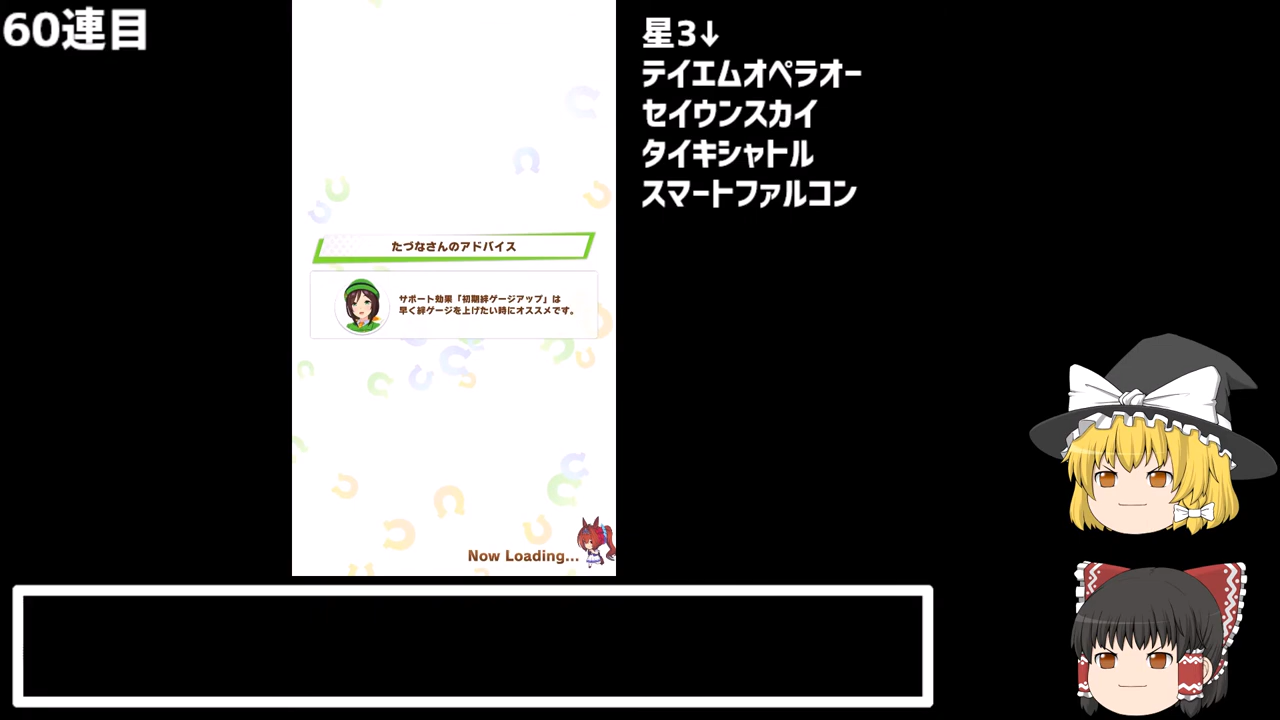 60連目
星3↓
テイエムオペラオー
セイウンスカイ
タイキシャトル
スマートファルコン
たづなさんのアドバイス
サポート効果「初期絆ゲージアップ」は
早く絆ゲージを上げたい時にオススメです。
Now Loading...